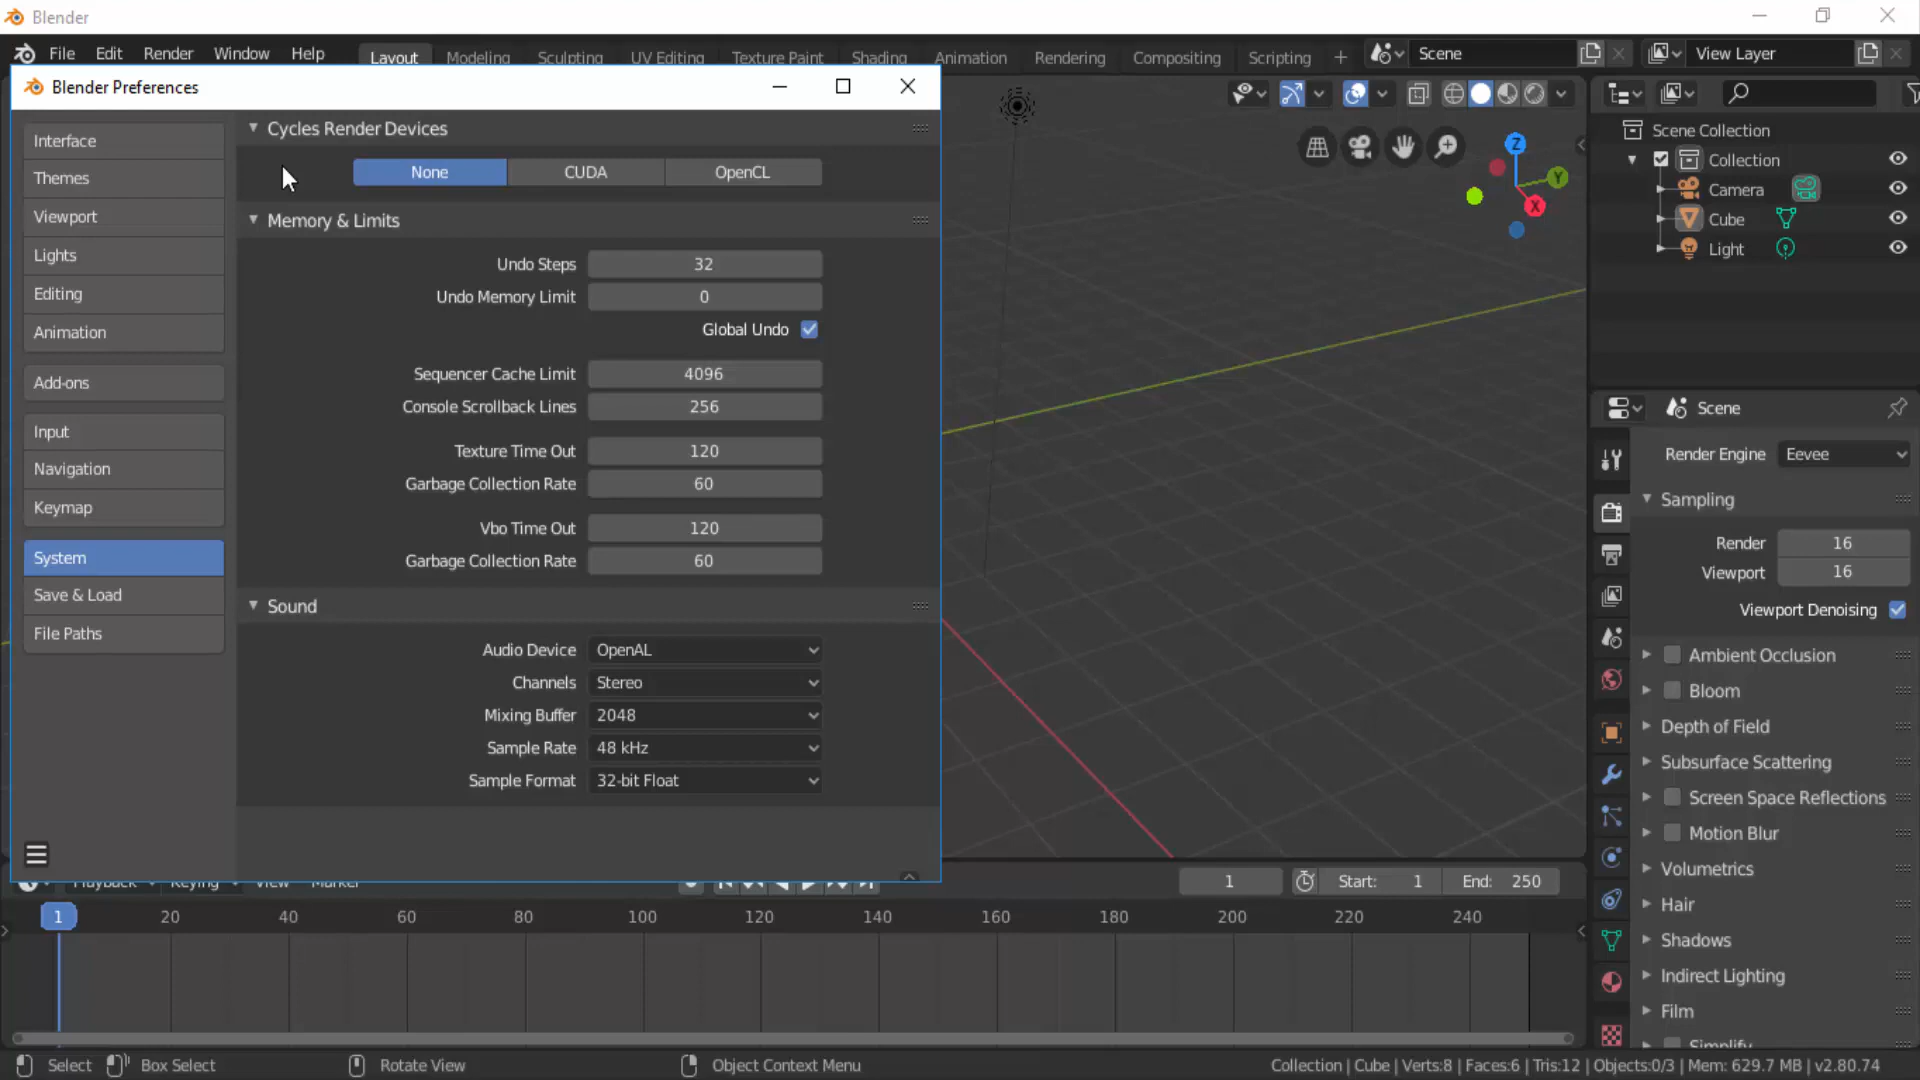 Blender
File Edit Render Window Help Layout Modeling Sculpting UV Editing Texture Paint Shading Animation Rendering Compositing Scripting + Scene View Layer
Blender Preferences
Interface
Themes
Viewport
Lights
Editing
Animation
Add-ons
Input
Navigation
Keymap
System
Save & Load
File Paths
Cycles Render Devices
None CUDA OpenCL
Memory & Limits
Undo Steps 32
Undo Memory Limit 0
Global Undo
Sequencer Cache Limit 4096
Console Scrollback Lines 256
Texture Time Out 120
Garbage Collection Rate 60
Vbo Time Out 120
Garbage Collection Rate 60
Sound
Audio Device OpenAL
Channels Stereo
Mixing Buffer 2048
Sample Rate 48 kHz
Sample Format 32-bit Float
Z
Y
X
Scene Collection
Collection
Camera
Cube
Light
Scene
Render Engine Eevee
Sampling
Render 16
Viewport 16
Viewport Denoising
Ambient Occlusion
Bloom
Depth of Field
Subsurface Scattering
Screen Space Reflections
Motion Blur
Volumetrics
Hair
Shadows
Indirect Lighting
Film
Simplify
Playback Keying View Marker 1 Start: 1 End: 250
1 20 40 60 80 100 120 140 160 180 200 220 240
Select Box Select Rotate View Object Context Menu Collection | Cube | Verts:8 | Faces:6 | Tris:12 | Objects:0/3 | Mem: 629.7 MB | v2.80.74